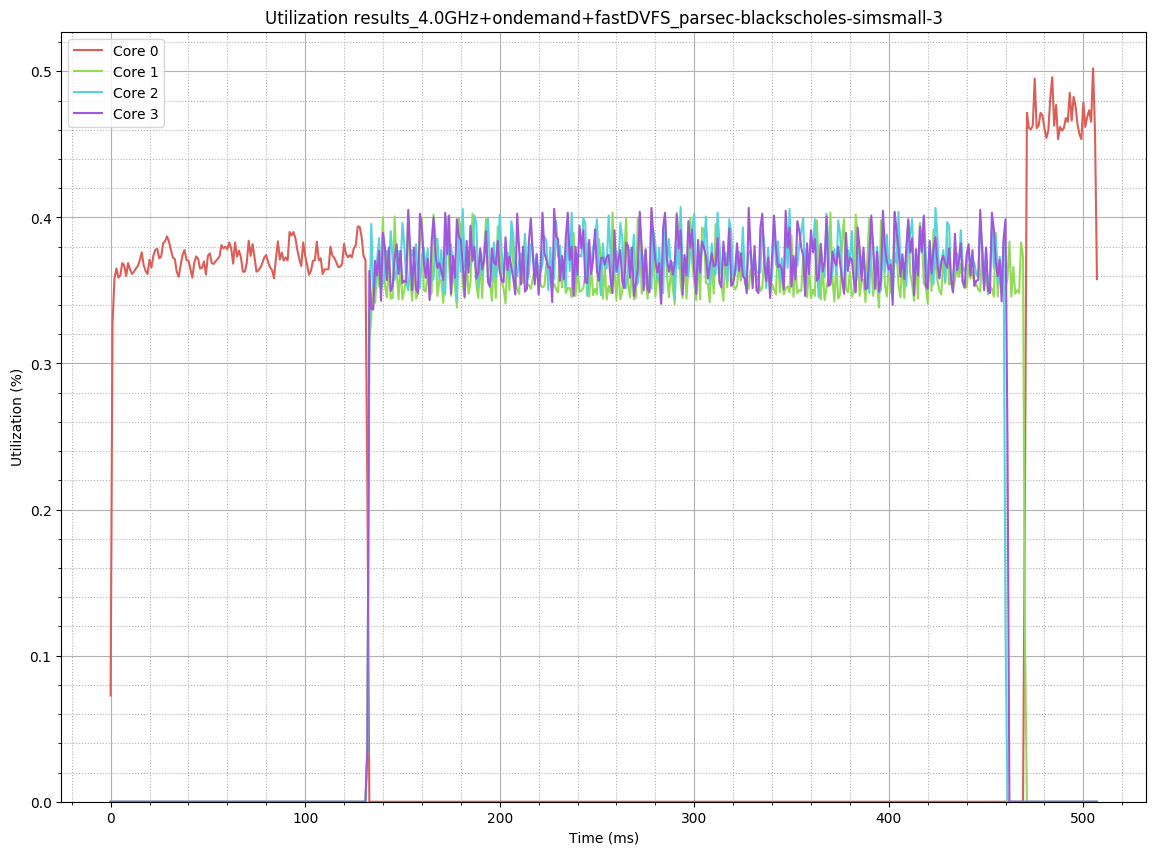 Utilization results_4.0GHz+ondemand+fastDVFS_parsec-blackscholes-simsmall-3
Core 0
Core 1
Core 2
Core 3
0.5
0.4
0.3
0.2
0.1
0.0
Utilization (%)
0 100 200 300 400 500
Time (ms)